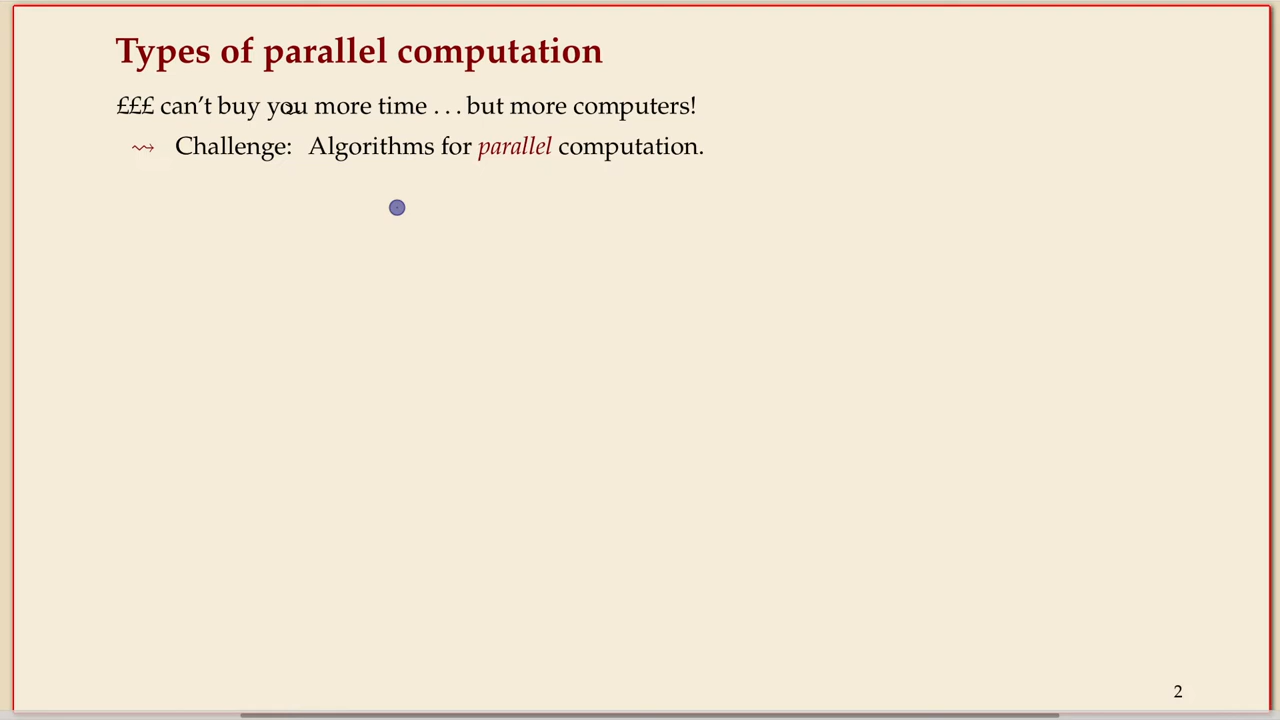 Types of parallel computation
£££ can't buy you more time . . . but more computers!
⇝ Challenge: Algorithms for parallel computation.
2